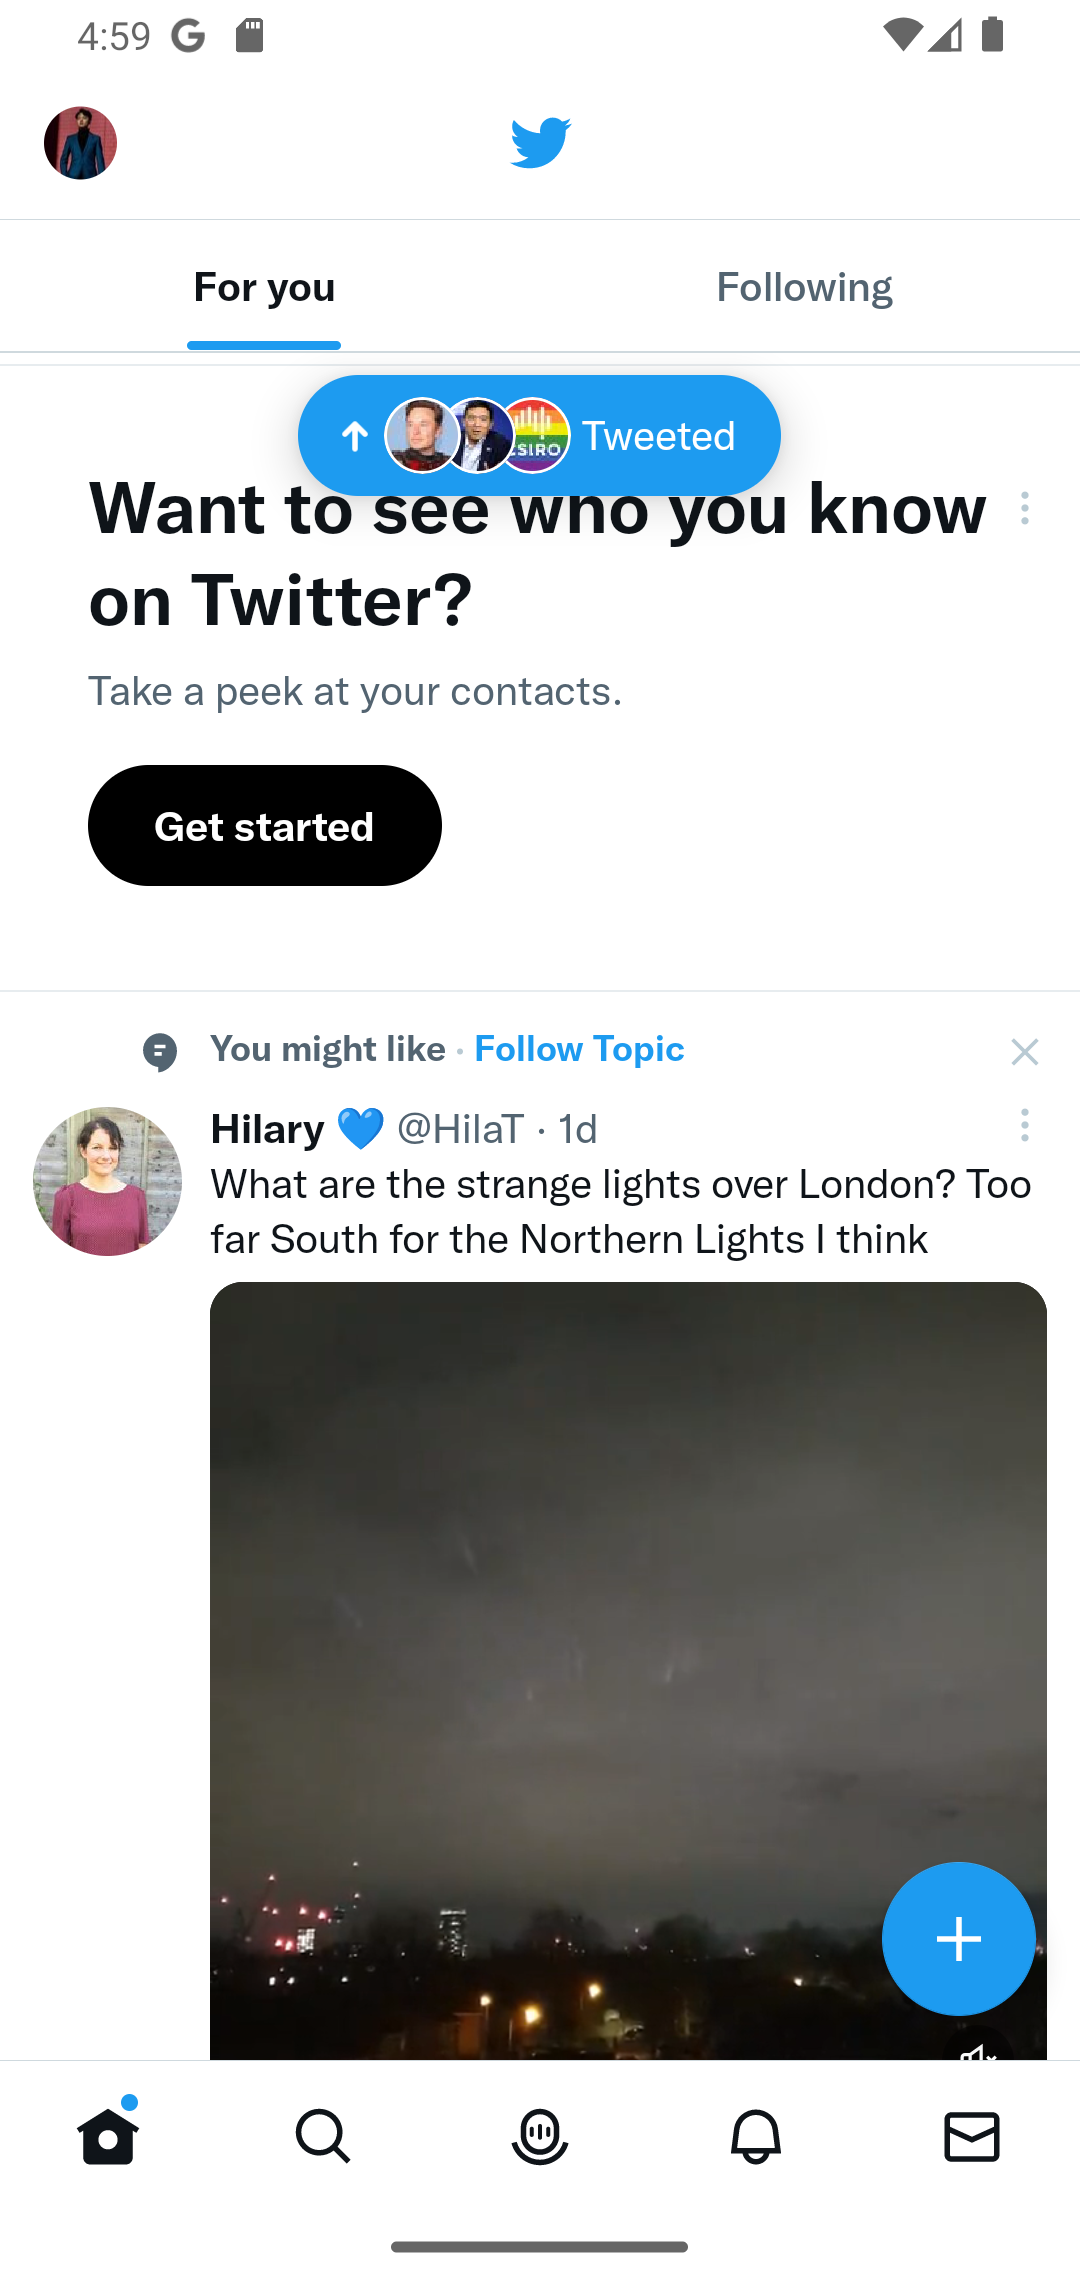 4:59
For you
Following
CSIRO
Tweeted
Want to see who you know
on Twitter?
Take a peek at your contacts.
Get started
You might like · Follow Topic
Hilary 💙 @HilaT · 1d
What are the strange lights over London? Too
far South for the Northern Lights I think